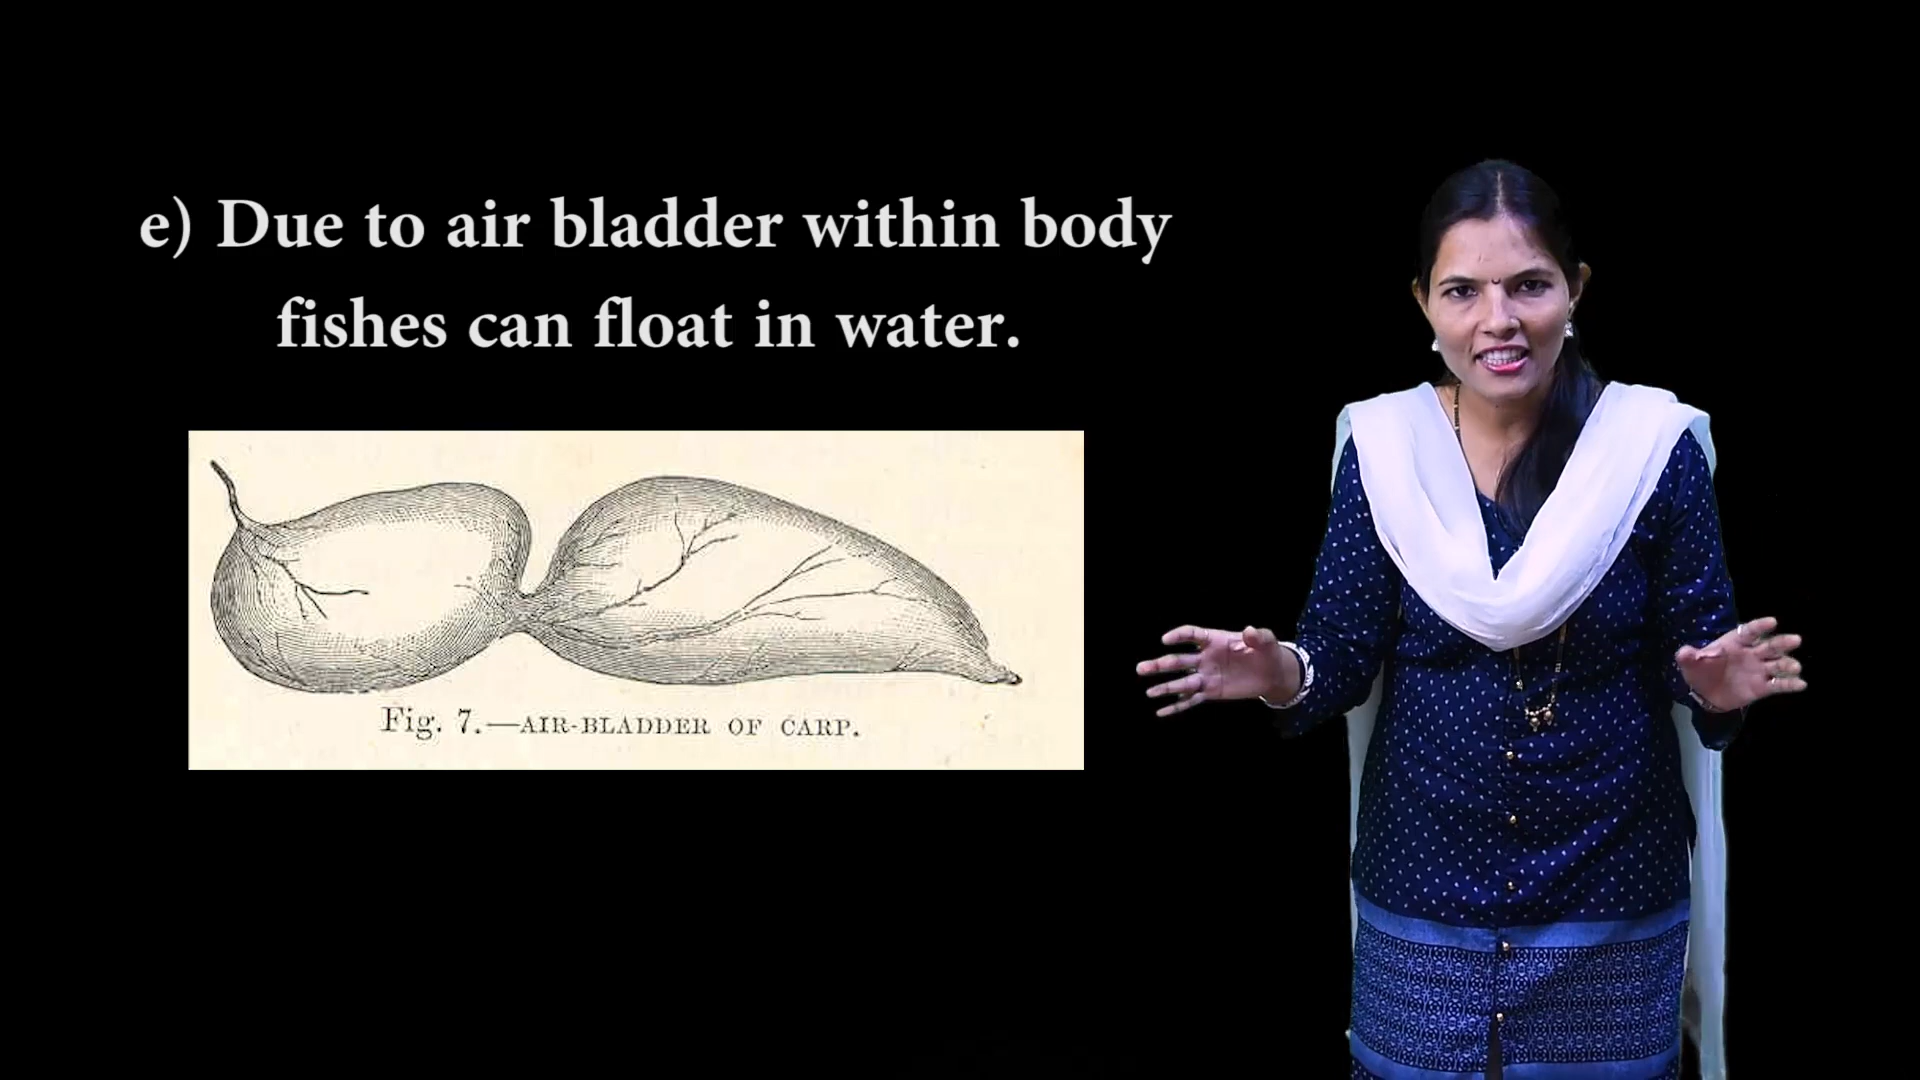 e) Due to air bladder within body
fishes can float in water.
Fig. 7.—AIR-BLADDER OF CARP.